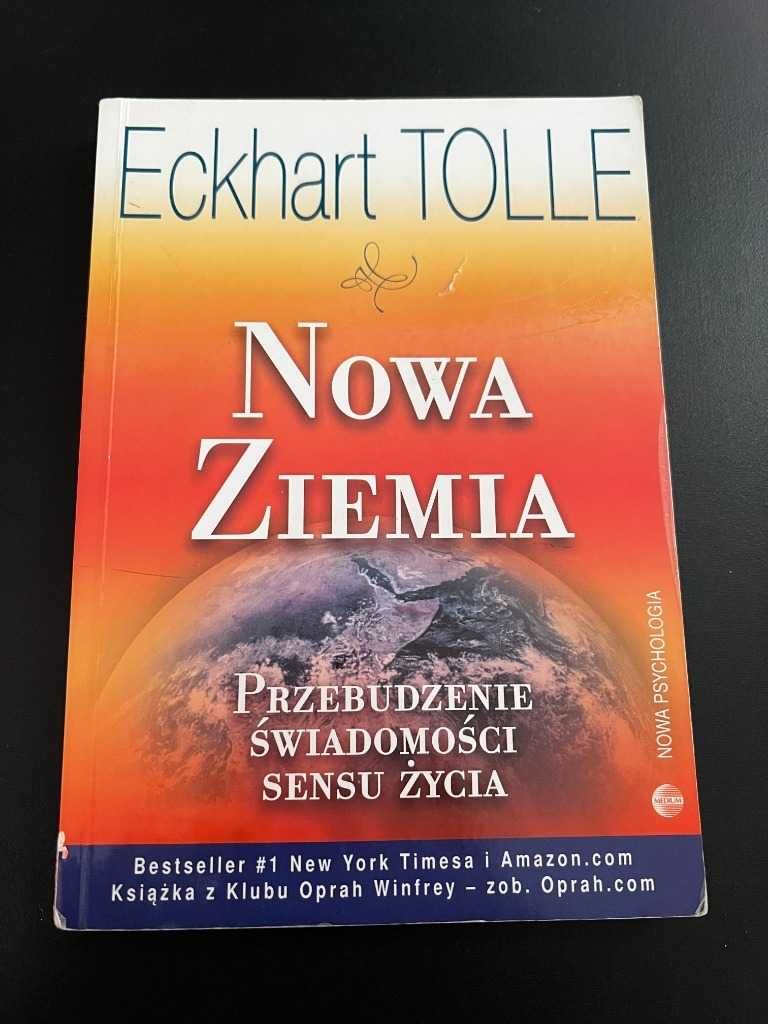 Eckhart TOLLE
NOWA
ZIEMIA
PRZEBUDZENIE
ŚWIADOMOŚCI
SENSU ŻYCIA
NOWA PSYCHOLOGIA
MEDIUM
Bestseller #1 New York Timesa i Amazon.com
Książka z Klubu Oprah Winfrey – zob. Oprah.com